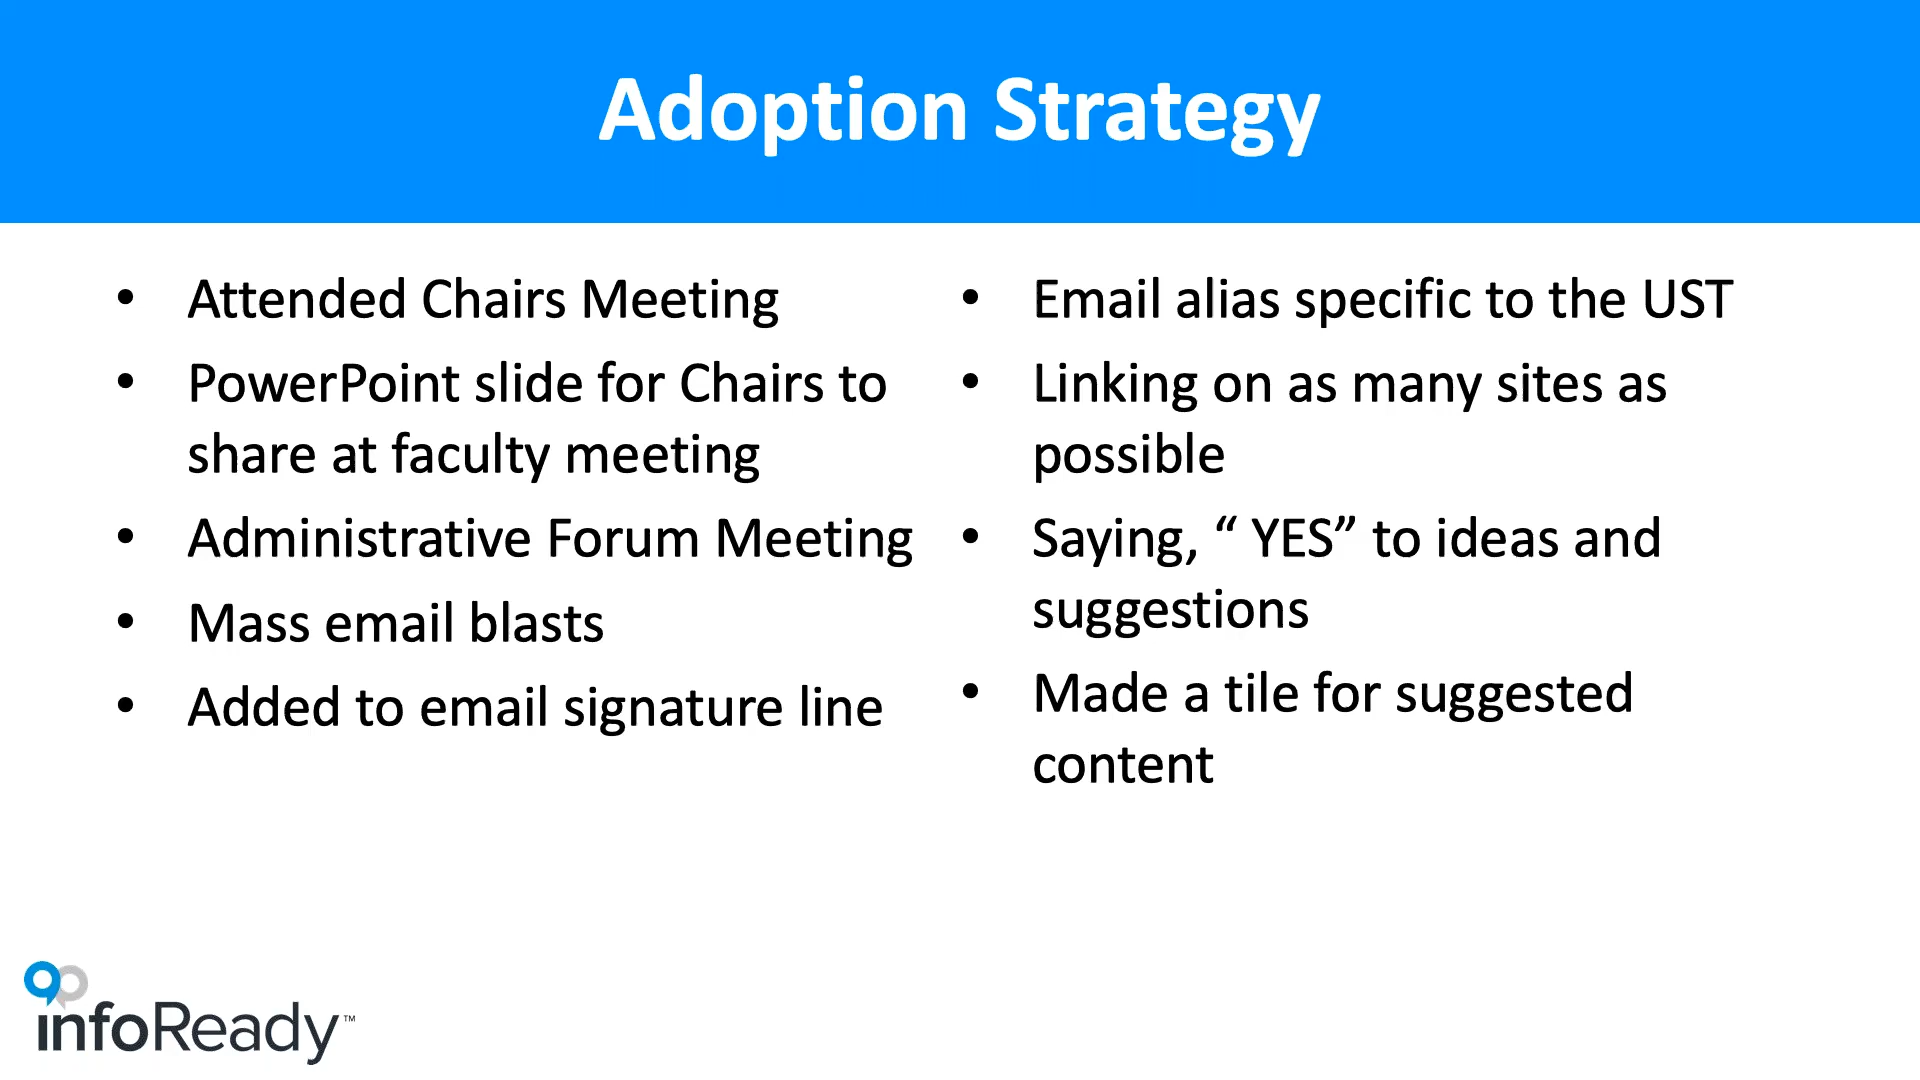 Adoption Strategy
• Attended Chairs Meeting
• PowerPoint slide for Chairs to
share at faculty meeting
• Administrative Forum Meeting
• Mass email blasts
• Added to email signature line
• Email alias specific to the UST
• Linking on as many sites as
possible
• Saying, “ YES” to ideas and
suggestions
• Made a tile for suggested
content
infoReady™